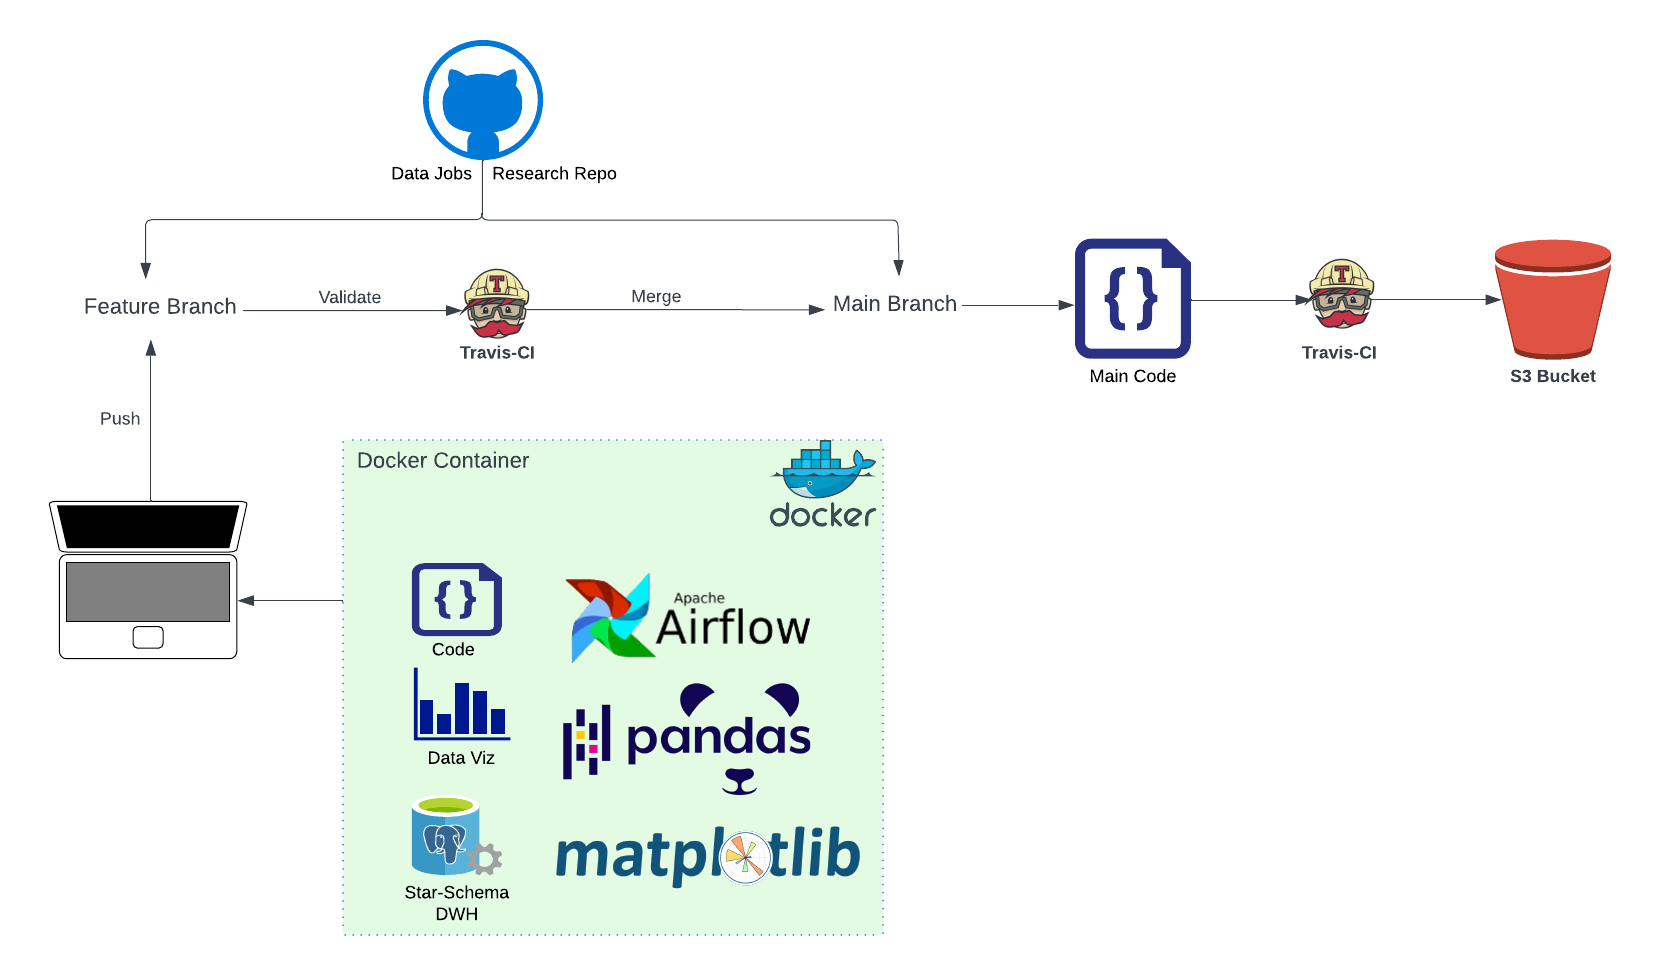 Data Jobs
Research Repo
Feature Branch
Validate
T
Travis-CI
Merge
Main Branch
{ }
Main Code
T
Travis-CI
S3 Bucket
Push
Docker Container
docker
{ }
Code
Apache
Airflow
Data Viz
pandas
Star-Schema
DWH
matplotlib